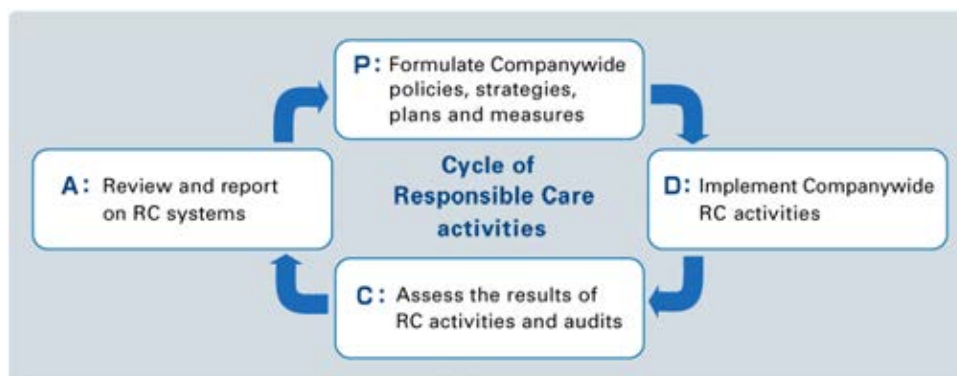 P: Formulate Companywide
policies, strategies,
plans and measures
A: Review and report
on RC systems
Cycle of
Responsible Care
activities
D: Implement Companywide
RC activities
C: Assess the results of
RC activities and audits